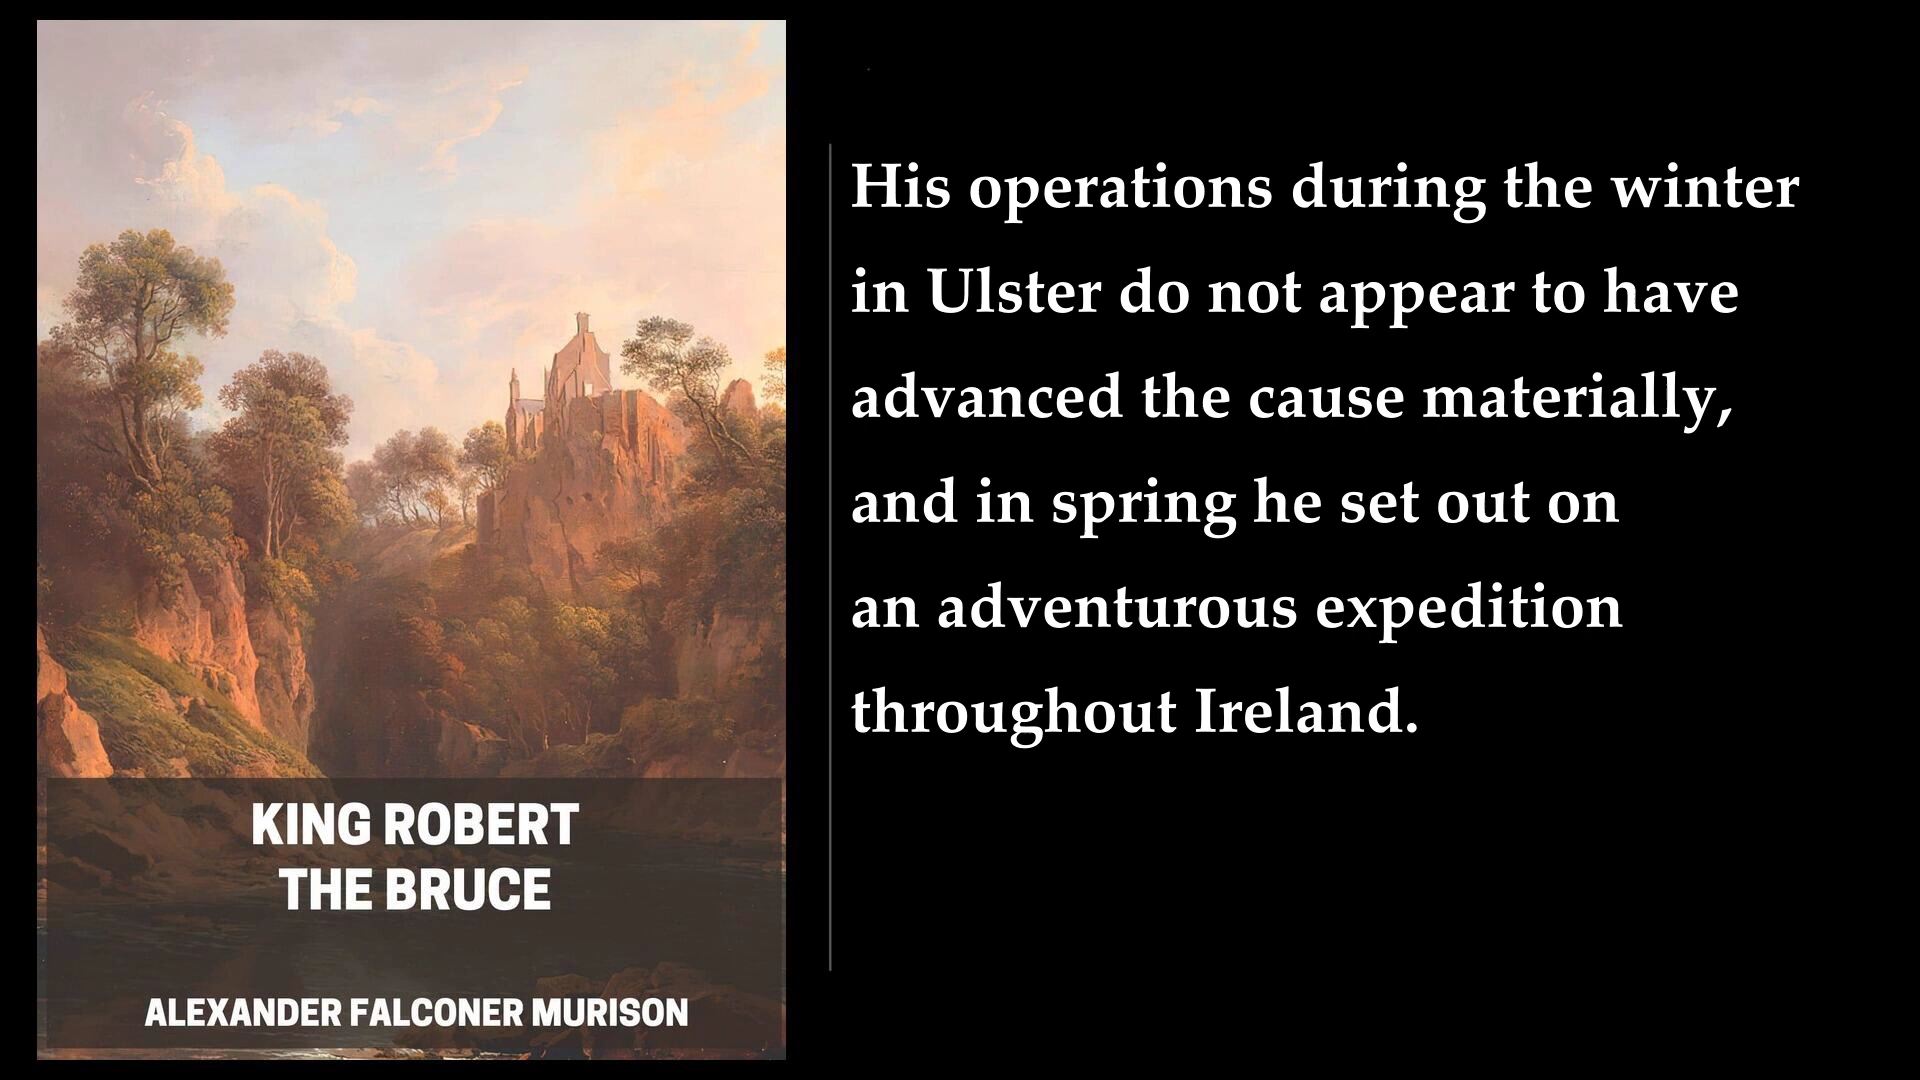 KING ROBERT
THE BRUCE
ALEXANDER FALCONER MURISON
His operations during the winter
in Ulster do not appear to have
advanced the cause materially,
and in spring he set out on
an adventurous expedition
throughout Ireland.